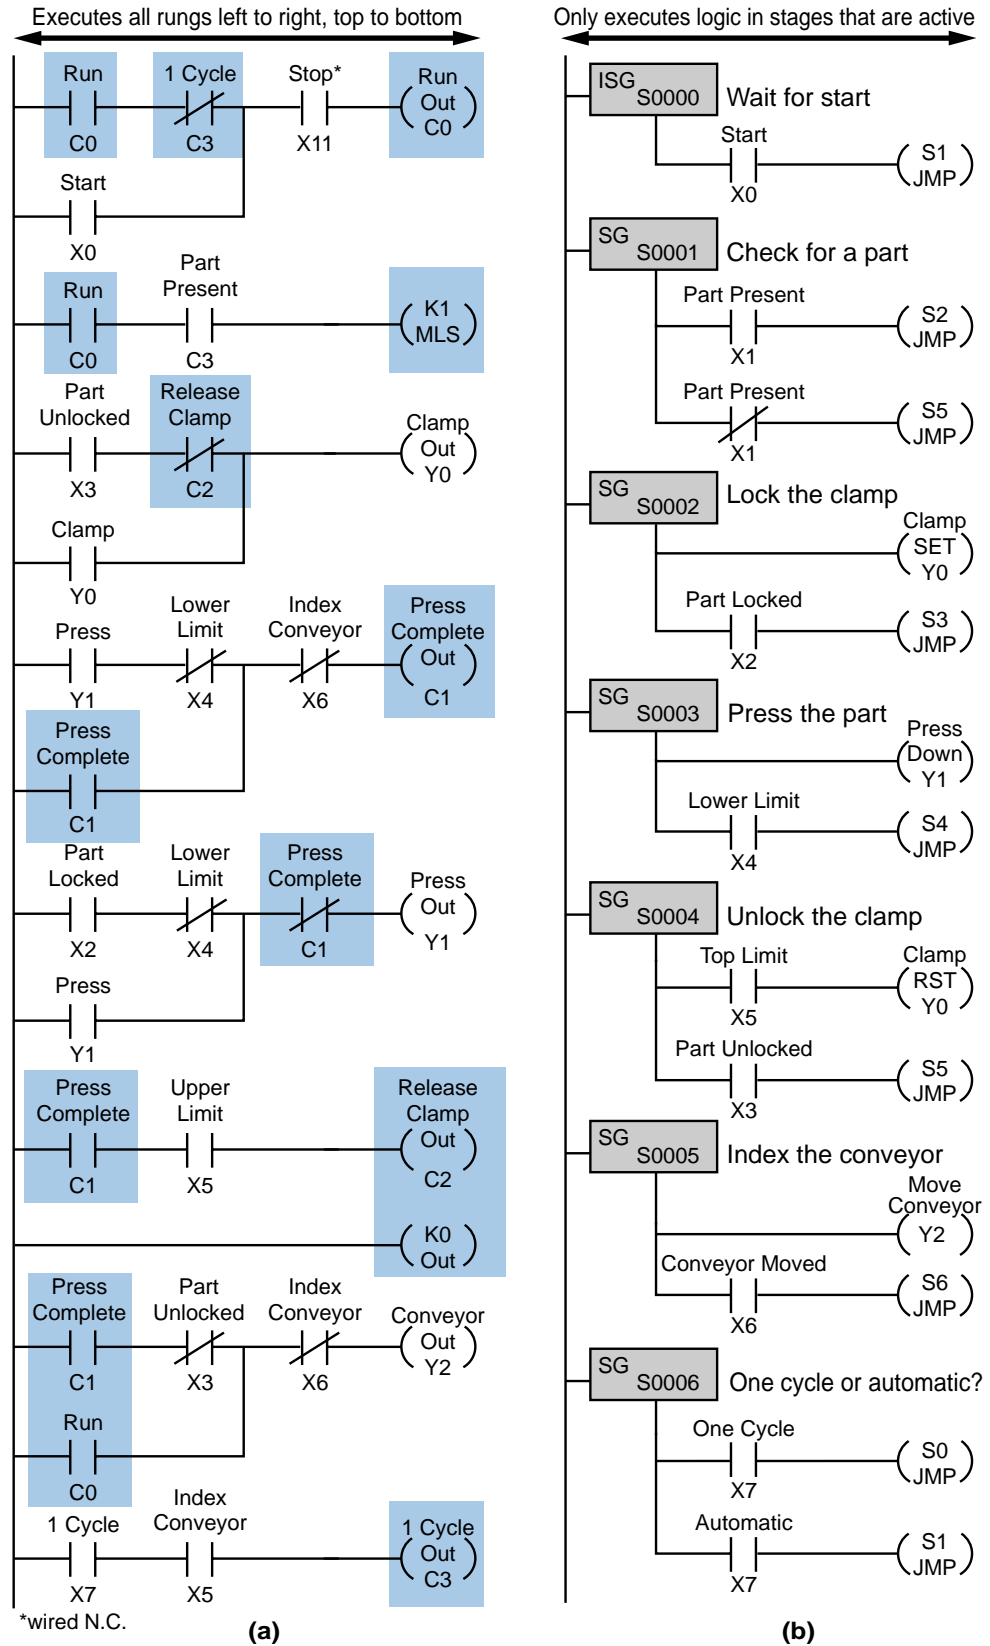 Executes all rungs left to right, top to bottom
Run
1 Cycle
Stop*
Run
Out
C0
C0
C3
X11
Start
X0
Run
Part
Present
K1
MLS
C0
C3
Part
Unlocked
Release
Clamp
Clamp
Out
Y0
X3
C2
Clamp
Y0
Press
Lower
Limit
Index
Conveyor
Press
Complete
Out
C1
Y1
X4
X6
Press
Complete
C1
Part
Locked
Lower
Limit
Press
Complete
Press
Out
Y1
X2
X4
C1
Press
Y1
Press
Complete
Upper
Limit
Release
Clamp
Out
C2
C1
X5
K0
Out
Press
Complete
Part
Unlocked
Index
Conveyor
Conveyor
Out
Y2
C1
X3
X6
Run
C0
1 Cycle
Index
Conveyor
1 Cycle
Out
C3
X7
X5
*wired N.C.
(a)
Only executes logic in stages that are active
ISG
S0000
Wait for start
Start
X0
S1
JMP
SG
S0001
Check for a part
Part Present
X1
S2
JMP
Part Present
X1
S5
JMP
SG
S0002
Lock the clamp
Clamp
SET
Y0
Part Locked
X2
S3
JMP
SG
S0003
Press the part
Press
Down
Y1
Lower Limit
X4
S4
JMP
SG
S0004
Unlock the clamp
Top Limit
X5
Clamp
RST
Y0
Part Unlocked
X3
S5
JMP
SG
S0005
Index the conveyor
Move
Conveyor
Y2
Conveyor Moved
X6
S6
JMP
SG
S0006
One cycle or automatic?
One Cycle
X7
S0
JMP
Automatic
X7
S1
JMP
(b)